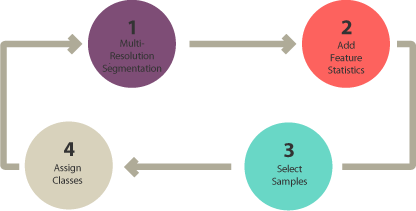 1
Multi-
Resolution
Segmentation
2
Add
Feature
Statistics
3
Select
Samples
4
Assign
Classes